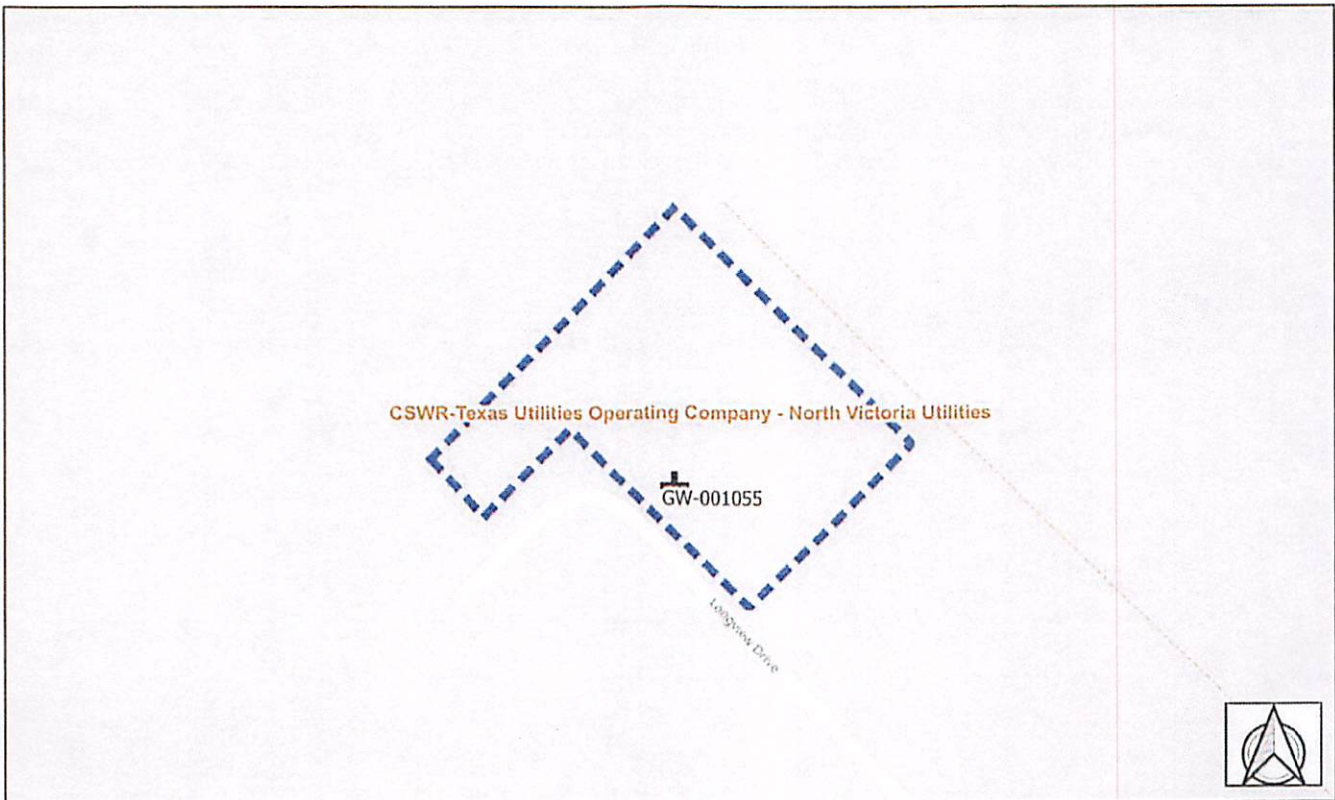 CSWR-Texas Utilities Operating Company - North Victoria Utilities
GW-001055
Longview Drive